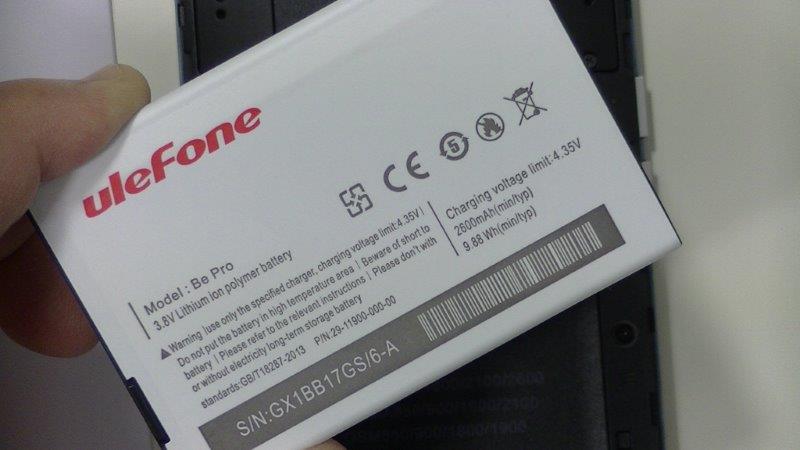 ulefone
CE
5
Model : Be Pro
3.8V Lithium Ion polymer battery
Charging voltage limit:4.35V
2600mAh(min/typ)
9.88 Wh(min/typ)
Warning :use only the specified charger, charging voltage limit:4.35V |
Do not put the battery in high temperature area | Beware of short to
battery | Please refer to the relevant instructions | Please don't with
or without electricity long-term storage battery
standards:GB/T18287-2013 P/N:29-11900-000-00
S/N:GX1BB17GS/6-A